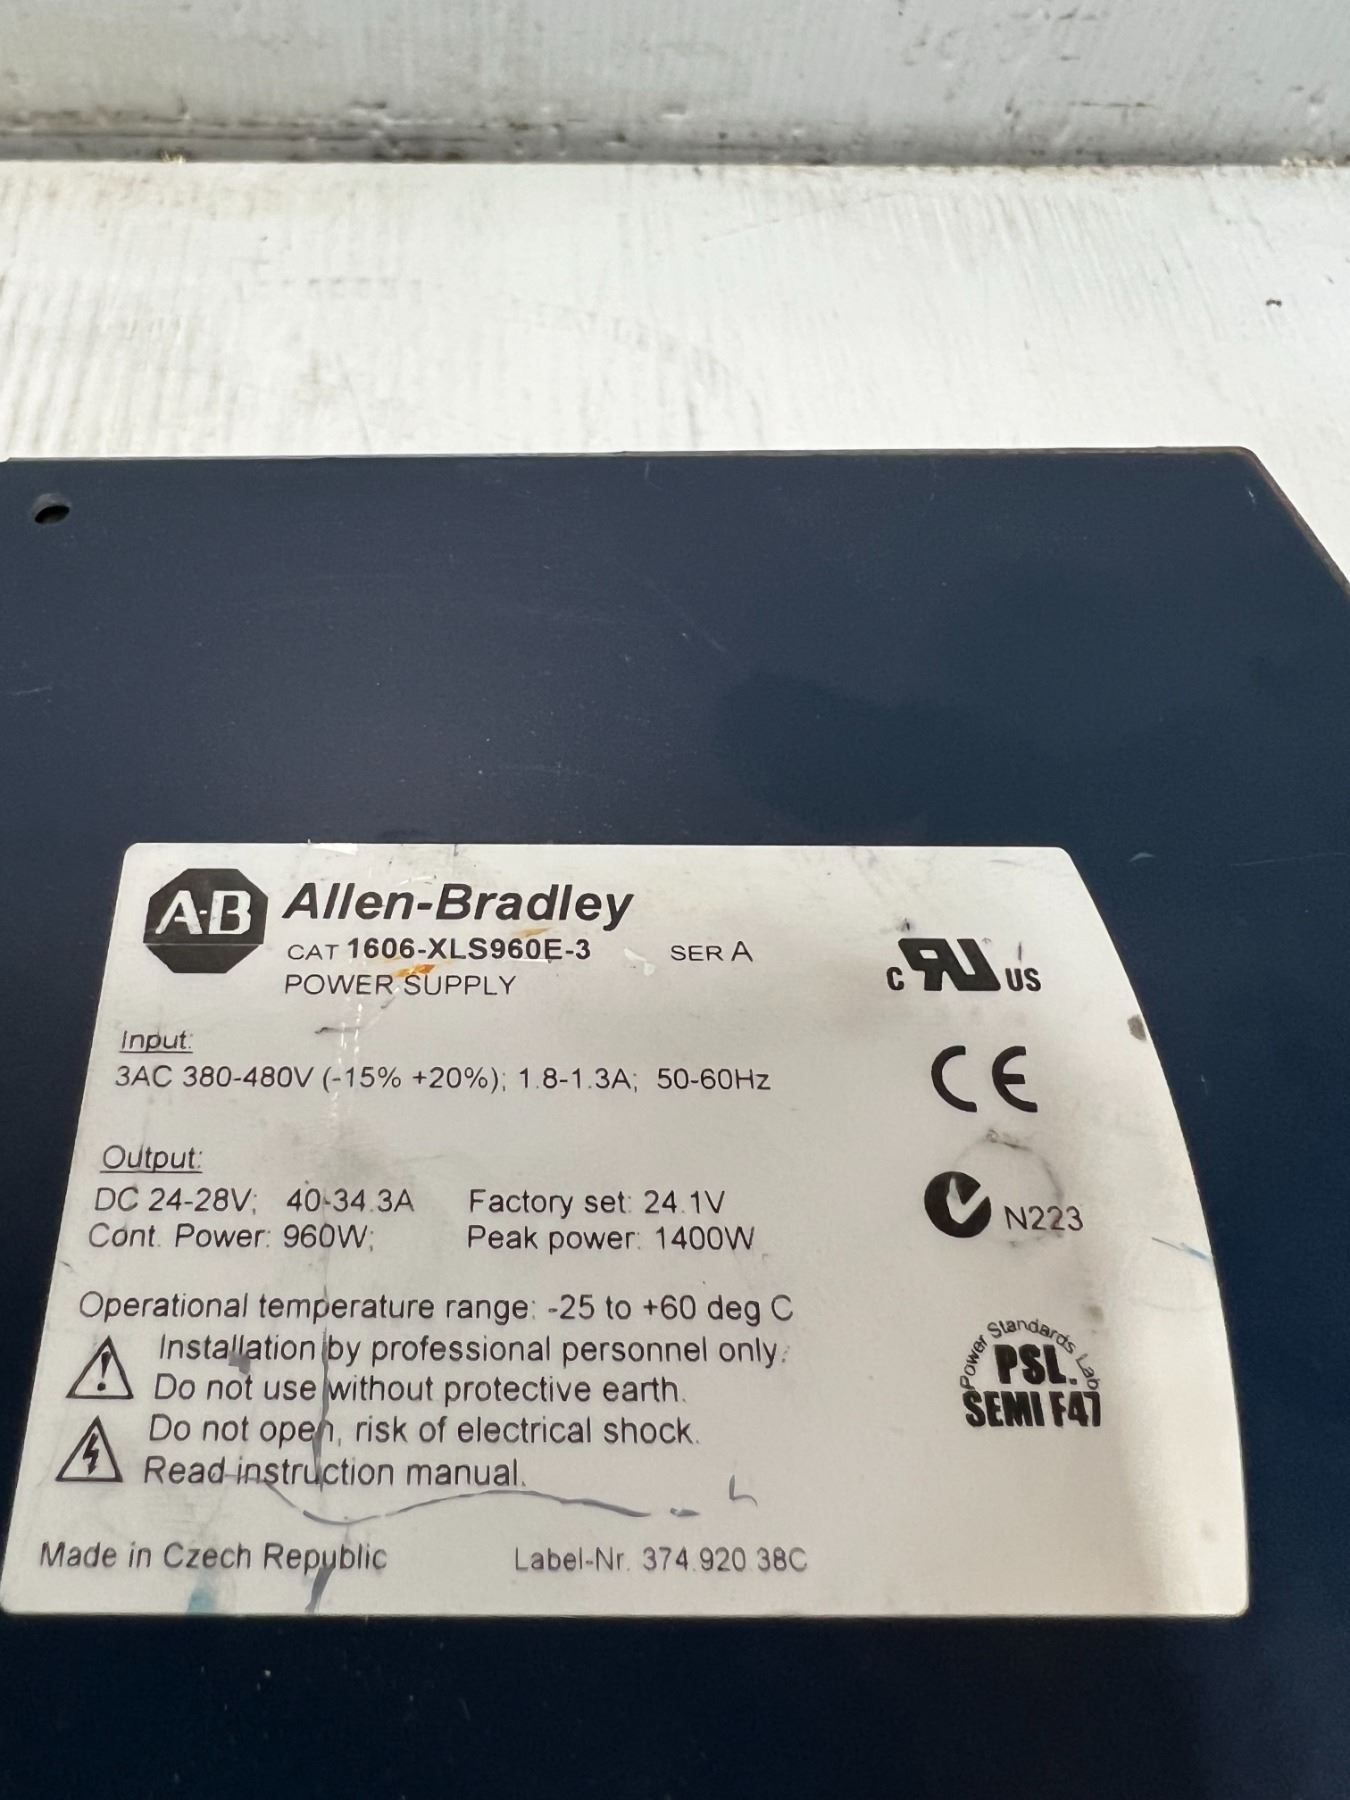 A-B Allen-Bradley
CAT 1606-XLS960E-3 SER A
POWER SUPPLY
C RU US
Input:
3AC 380-480V (-15% +20%); 1.8-1.3A; 50-60Hz
CE
Output:
DC 24-28V; 40-34.3A Factory set: 24.1V
Cont. Power: 960W; Peak power: 1400W
N223
Operational temperature range: -25 to +60 deg C
Installation by professional personnel only.
Do not use without protective earth.
Do not open, risk of electrical shock.
Read instruction manual.
Power Standards Lab
PSL.
SEMI F47
Made in Czech Republic Label-Nr. 374.920.38C